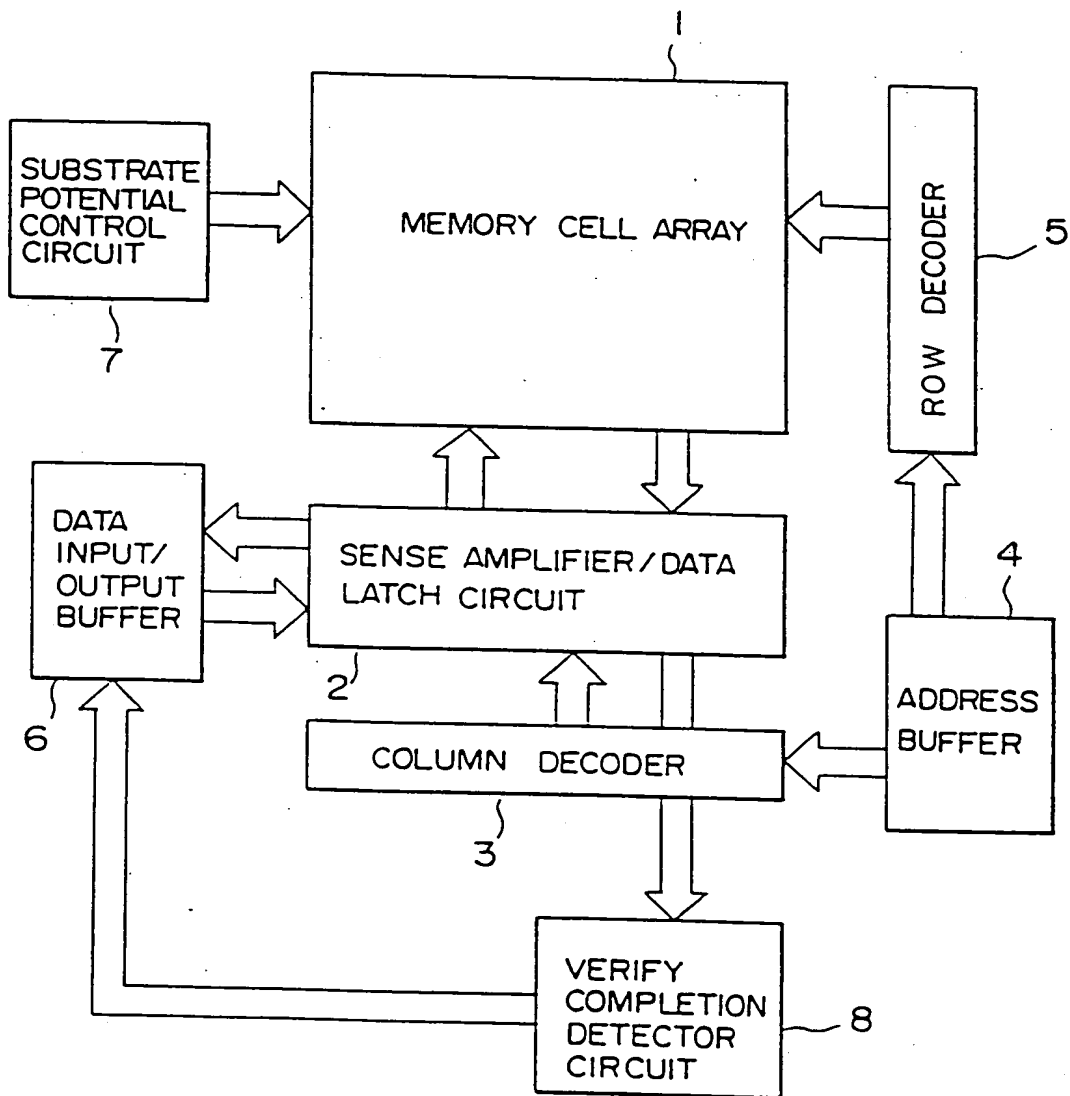 1
SUBSTRATE
POTENTIAL
CONTROL
CIRCUIT
7
MEMORY CELL ARRAY
ROW DECODER
5
DATA
INPUT/
OUTPUT
BUFFER
6
SENSE AMPLIFIER/DATA
LATCH CIRCUIT
2
4
ADDRESS
BUFFER
COLUMN DECODER
3
VERIFY
COMPLETION
DETECTOR
CIRCUIT
8